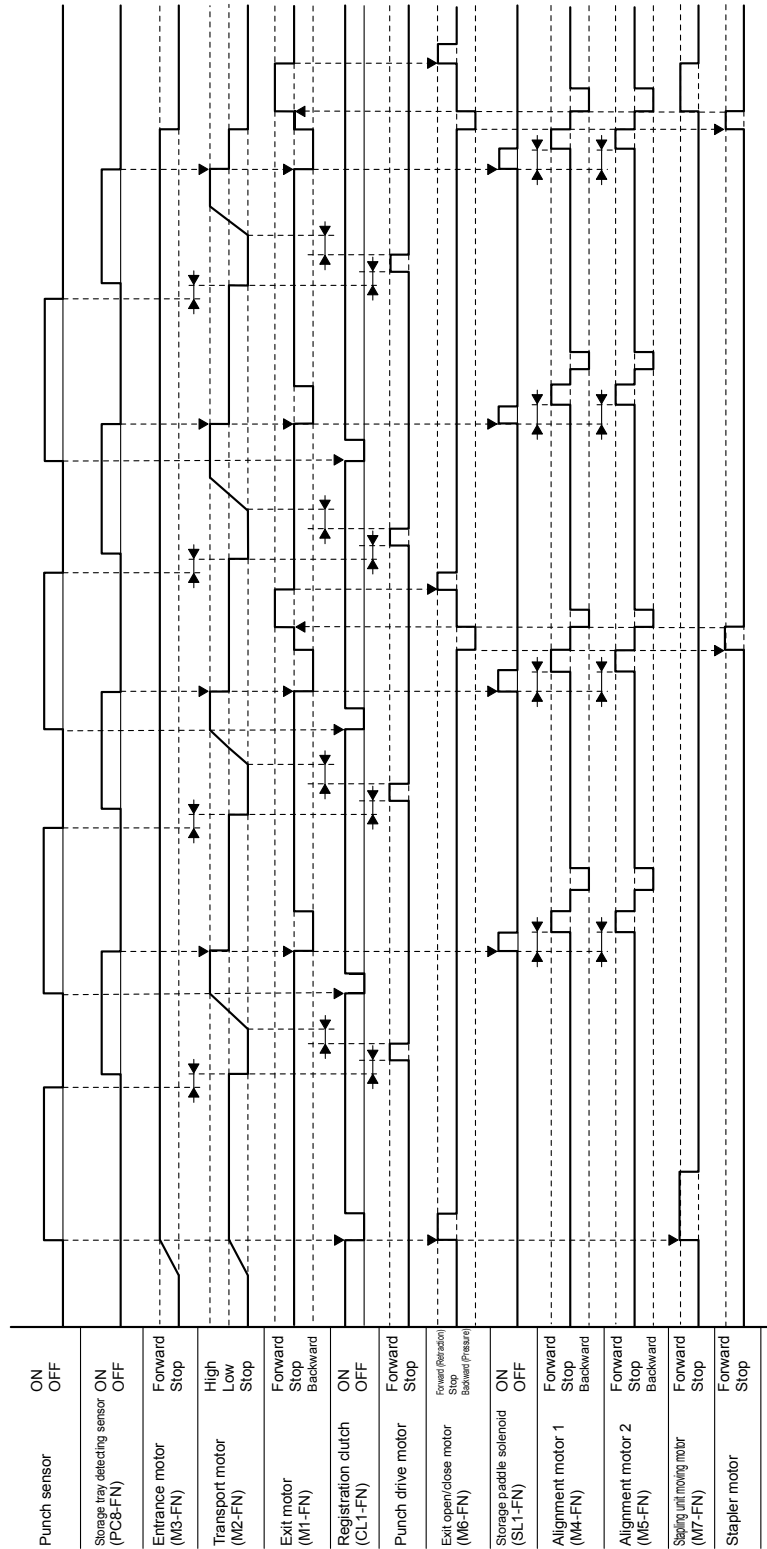 Punch sensor
ON
OFF
Storage tray detecting sensor
(PC8-FN)
ON
OFF
Entrance motor
(M3-FN)
Forward
Stop
Transport motor
(M2-FN)
High
Low
Stop
Exit motor
(M1-FN)
Forward
Stop
Backward
Registration clutch
(CL1-FN)
ON
OFF
Punch drive motor
Forward
Stop
Exit open/close motor
(M6-FN)
Forward (Retraction)
Stop
Backward (Pressure)
Storage paddle solenoid
(SL1-FN)
ON
OFF
Alignment motor 1
(M4-FN)
Forward
Stop
Backward
Alignment motor 2
(M5-FN)
Forward
Stop
Backward
Stapling unit moving motor
(M7-FN)
Forward
Stop
Stapler motor
Forward
Stop